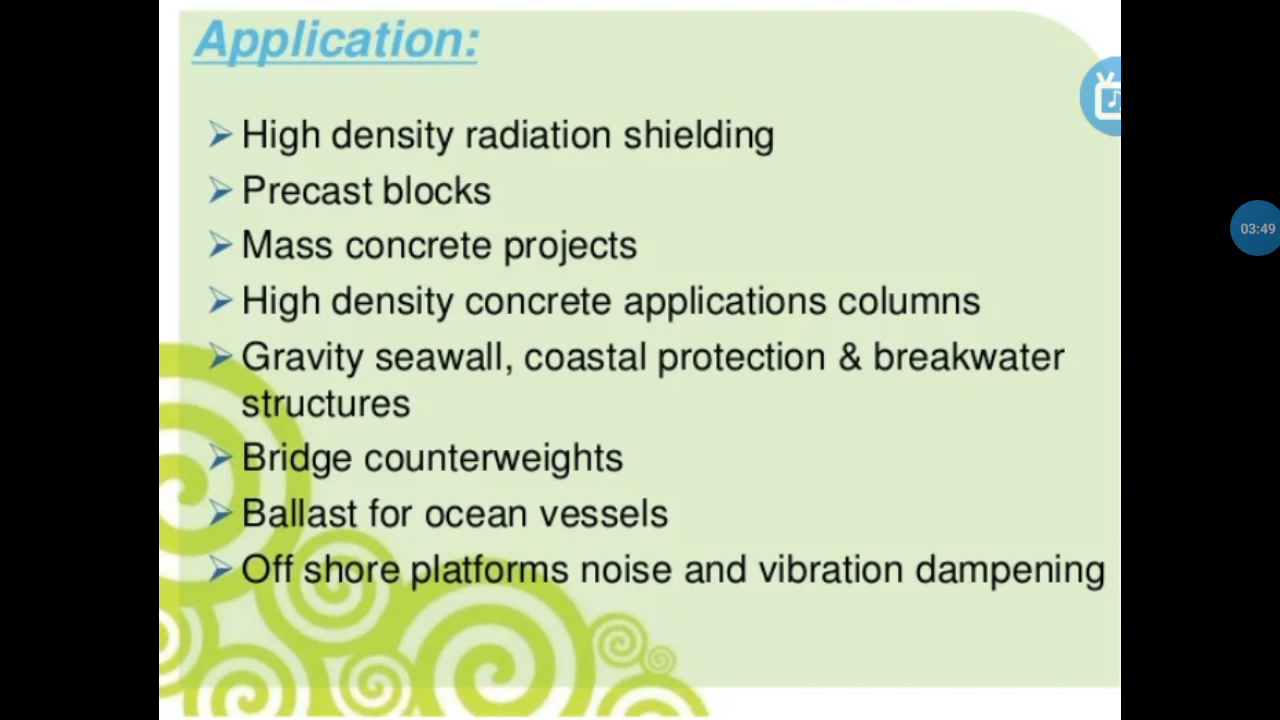 Application:
High density radiation shielding
Precast blocks
Mass concrete projects
High density concrete applications columns
Gravity seawall, coastal protection & breakwater
structures
Bridge counterweights
Ballast for ocean vessels
Off shore platforms noise and vibration dampening
03:49